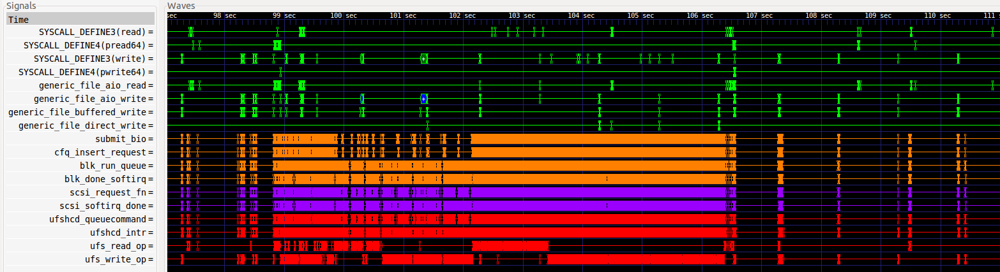 Signals
Waves
Time
sec 98 sec 99 sec 100 sec 101 sec 102 sec 103 sec 104 sec 105 sec 106 sec 107 sec 108 sec 109 sec 110 sec 111
SYSCALL_DEFINE3(read) =
SYSCALL_DEFINE4(pread64) =
SYSCALL_DEFINE3(write) =
+
SYSCALL_DEFINE4(pwrite64) =
generic_file_aio_read =
generic_file_aio_write =
+
generic_file_buffered_write =
generic_file_direct_write =
submit_bio =
cfq_insert_request =
blk_run_queue =
blk_done_softirq =
scsi_request_fn =
scsi_softirq_done =
ufshcd_queuecommand =
ufshcd_intr =
ufs_read_op =
ufs_write_op =